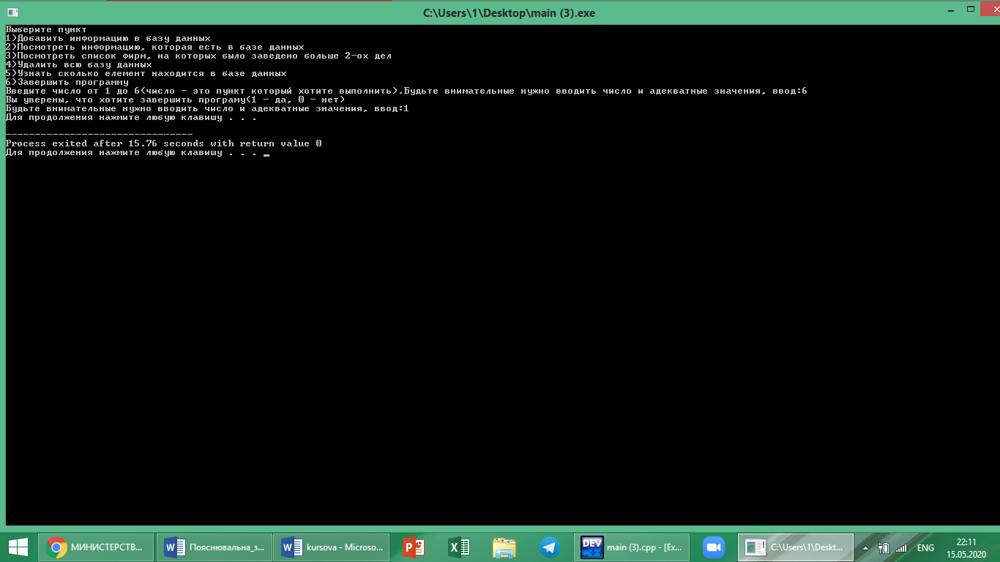 C:\Users\1\Desktop\main (3).exe
Выберите пункт
1)Добавить информацию в базу данных
2)Посмотреть информацию, которая есть в базе данных
3)Посмотреть список фирм, на которых было заведено больше 2-ох дел
4)Удалить всю базу данных
5)Узнать сколько елемент находится в базе данных
6)Завершить программу
Введите число от 1 до 6(число - это пункт который хотите выполнить).Будьте внимательные нужно вводить число и адекватные значения, ввод:6
Вы уверены, что хотите завершить програму(1 - да, 0 - нет)
Будьте внимательные нужно вводить число и адекватные значения, ввод:1
Для продолжения нажмите любую клавишу . . .
--------------------------------
Process exited after 15.76 seconds with return value 0
Для продолжения нажмите любую клавишу . . .
МИНИСТЕРСТВ... Пояснювальна_з... kursova - Microso... DEV C++ main (3).cpp - [Ex... C:\Users\1\Deskt... ENG 22:11
15.05.2020